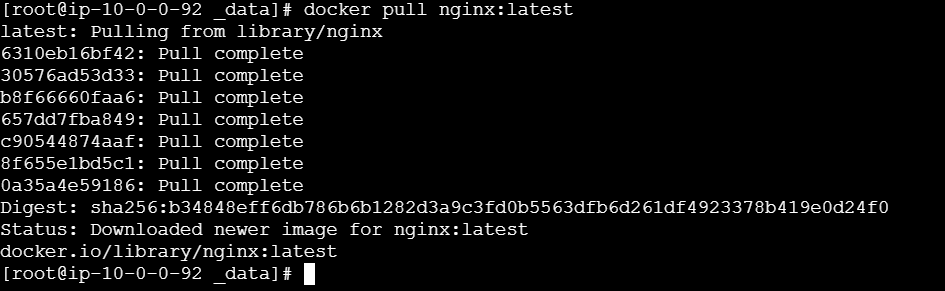 [root@ip-10-0-0-92 _data]# docker pull nginx:latest
latest: Pulling from library/nginx
6310eb16bf42: Pull complete
30576ad53d33: Pull complete
b8f66660faa6: Pull complete
657dd7fba849: Pull complete
c90544874aaf: Pull complete
8f655e1bd5c1: Pull complete
0a35a4e59186: Pull complete
Digest: sha256:b34848eff6db786b6b1282d3a9c3fd0b5563dfb6d261df4923378b419e0d24f0
Status: Downloaded newer image for nginx:latest
docker.io/library/nginx:latest
[root@ip-10-0-0-92 _data]#